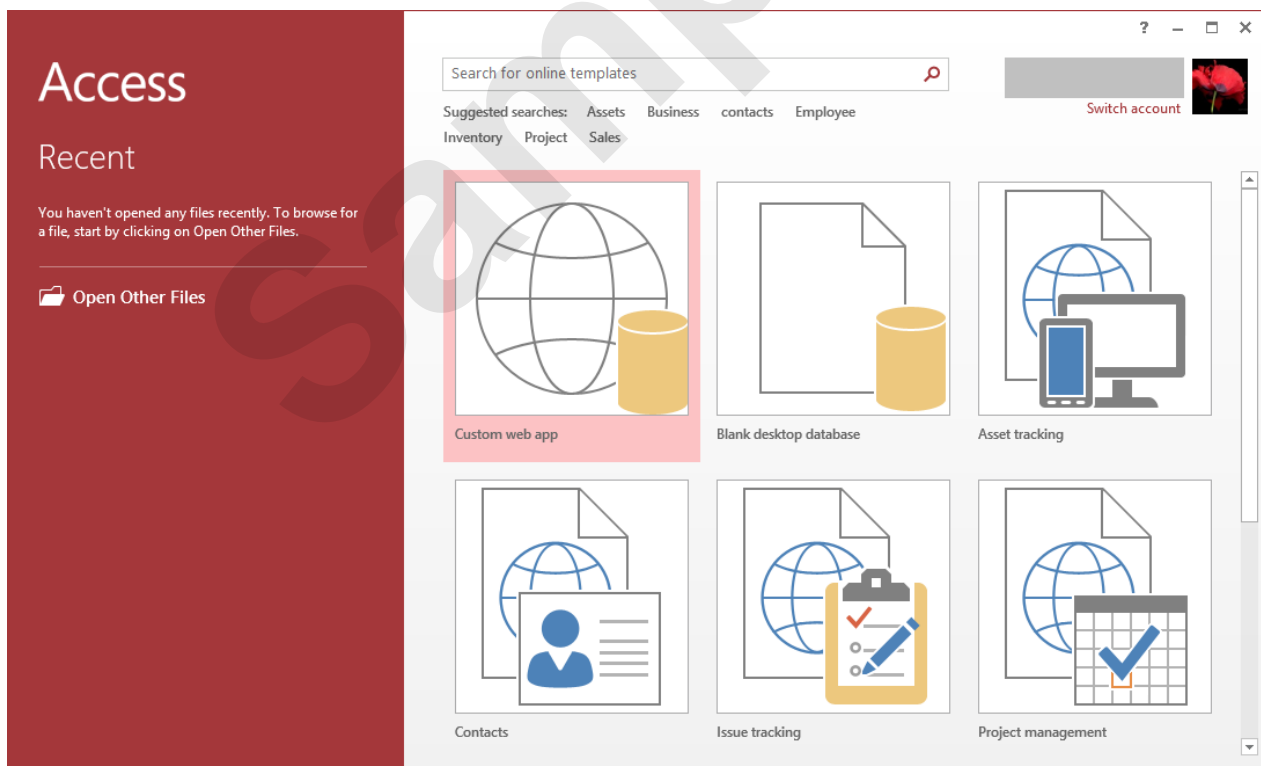 Access
Recent
You haven't opened any files recently. To browse for
a file, start by clicking on Open Other Files.
Open Other Files
?
Search for online templates
Switch account
Suggested searches: Assets Business contacts Employee
Inventory Project Sales
Custom web app
Blank desktop database
Asset tracking
Contacts
Issue tracking
Project management
Samp